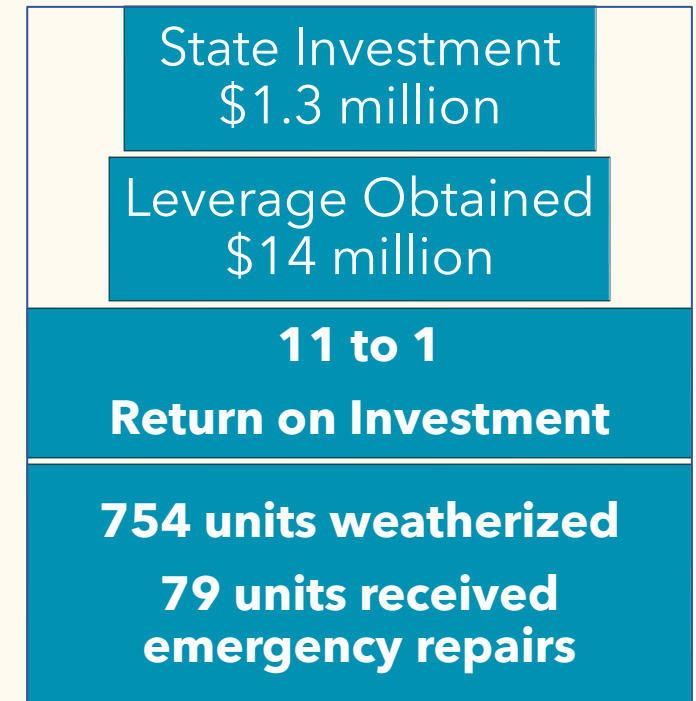 State Investment
$1.3 million
Leverage Obtained
$14 million
11 to 1
Return on Investment
754 units weatherized
79 units received
emergency repairs